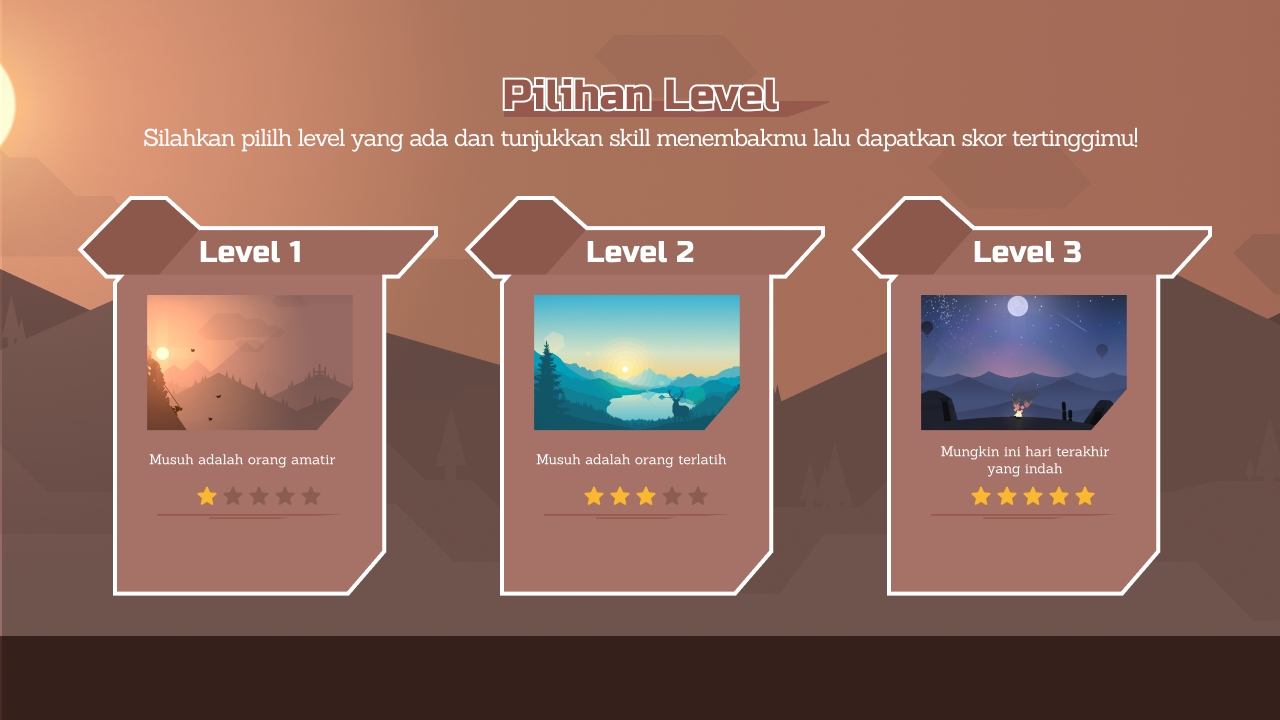 Pilihan Level
Silahkan pililh level yang ada dan tunjukkan skill menembakmu lalu dapatkan skor tertinggimu!
Level 1
Musuh adalah orang amatir
Level 2
Musuh adalah orang terlatih
Level 3
Mungkin ini hari terakhir
yang indah